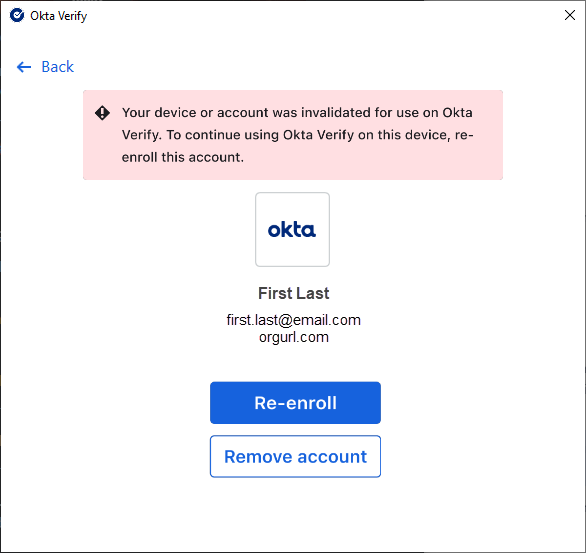 Okta Verify
Back
Your device or account was invalidated for use on Okta
Verify. To continue using Okta Verify on this device, re-
enroll this account.
okta
First Last
first.last@email.com
orgurl.com
Re-enroll
Remove account